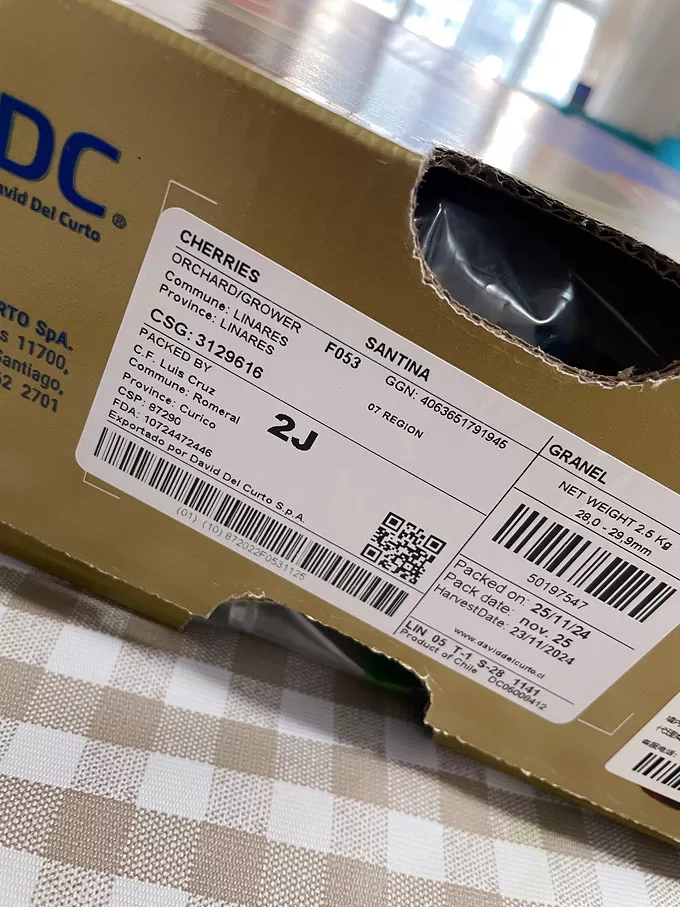 DC®
David Del Curto
RTO SpA.
s 11700,
Santiago,
62 2701
CHERRIES
SANTINA
ORCHARD/GROWER
F053
GGN: 4063651791945
Commune: LINARES
Province: LINARES
07 REGION
CSG: 3129616
PACKED BY
2J
C.F. Luis Cruz
Commune: Romeral
Province: Curico
CSP: 87290
FDA: 10724472446
Exportado por David Del Curto S.P.A.
(01) (10) 872022F0531125
GRANEL
NET WEIGHT 2.5 Kg
28.0 - 29.9mm
50197547
Packed on: 25/11/24
Pack date: nov. 25
HarvestDate: 23/11/2024
www.daviddelcurto.cl
LIN 05 T-1 S-28 1141
Product of Chile DC06009412